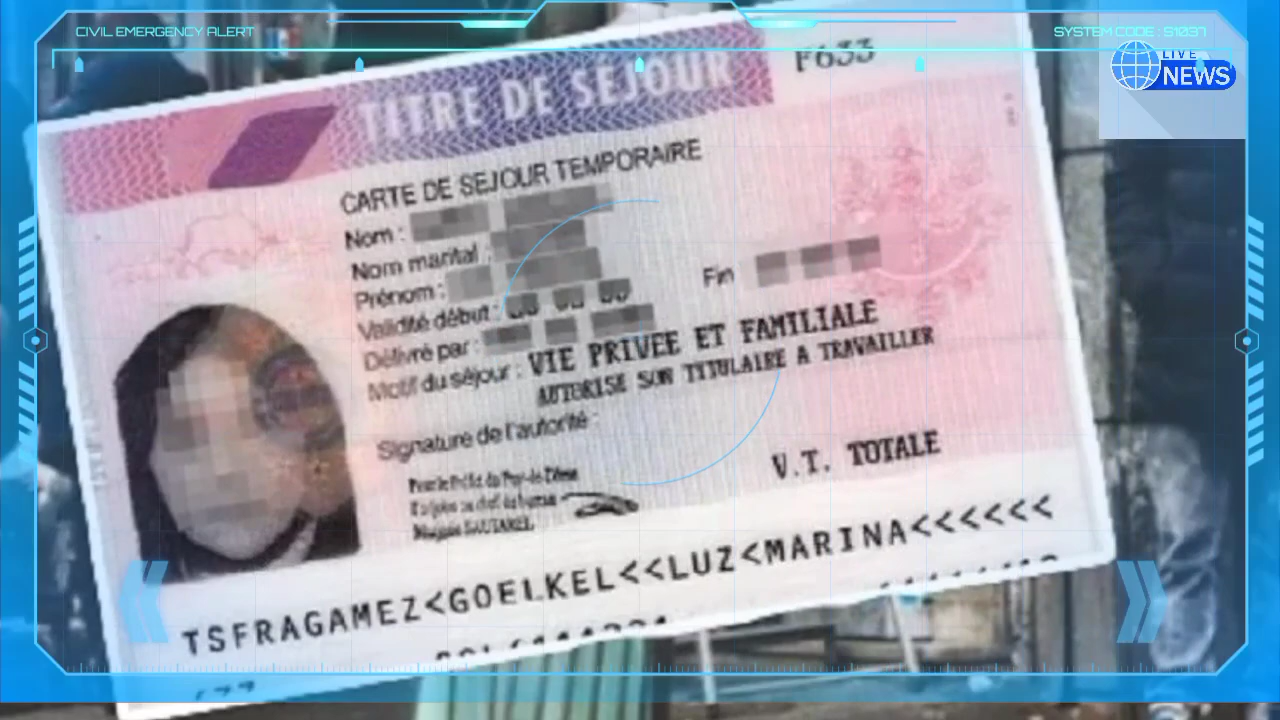 CIVIL EMERGENCY ALERT
SYSTEM CODE : S1037
LIVE
NEWS
TITRE DE SÉJOUR
F633
CARTE DE SEJOUR TEMPORAIRE
Nom :
Nom marital :
Prénom :
Validité début : Fin
Délivré par :
Motif du séjour : VIE PRIVEE ET FAMILIALE
AUTORISE SON TITULAIRE A TRAVAILLER
Signature de l'autorité :
V.T. TOTALE
TSFRAGAMEZ<GOELKEL<<LUZ<MARINA<<<<<<